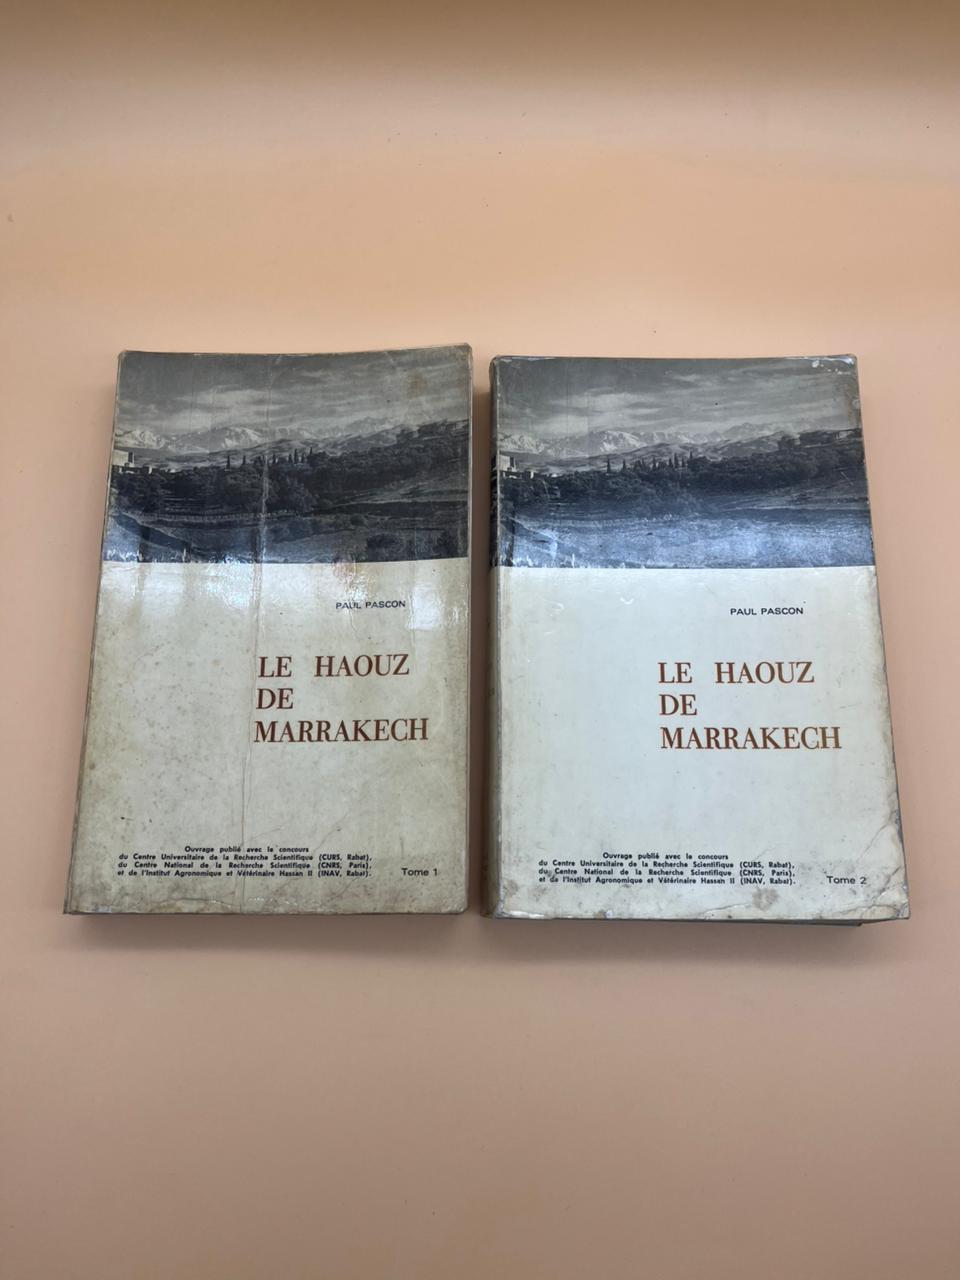 PAUL PASCON
LE HAOUZ
DE
MARRAKECH
Ouvrage publié avec le concours
du Centre Universitaire de la Recherche Scientifique (CURS, Rabat),
du Centre National de la Recherche Scientifique (CNRS, Paris),
et de l'Institut Agronomique et Vétérinaire Hassan II (INAV, Rabat).
Tome 1
PAUL PASCON
LE HAOUZ
DE
MARRAKECH
Ouvrage publié avec le concours
du Centre Universitaire de la Recherche Scientifique (CURS, Rabat),
du Centre National de la Recherche Scientifique (CNRS, Paris),
et de l'Institut Agronomique et Vétérinaire Hassan II (INAV, Rabat).
Tome 2